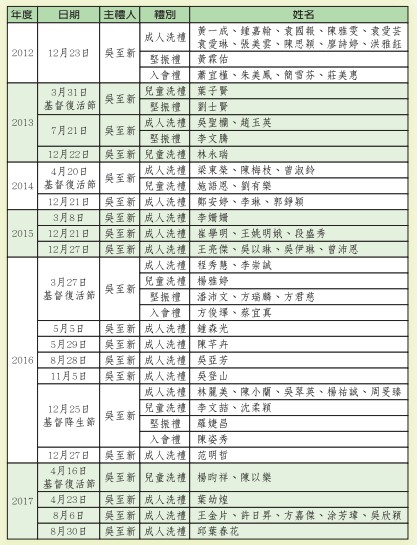 年度 日期 主禮人 禮別 姓名
2012 12月23日 吳至新 成人洗禮 黃一成、鍾嘉翰、袁國報、陳雅雯、袁愛芸
袁愛琳、張美雲、陳思穎、廖詩婷、洪雅鈺
堅振禮 黃霖佑
入會禮 蕭宜橦、朱美鳳、簡雪芬、莊美惠
2013 3月31日 基督復活節 吳至新 兒童洗禮 葉子賢
堅振禮 劉士賢
7月21日 吳至新 成人洗禮 吳聖欄、趙玉英
堅振禮 李文騰
12月22日 吳至新 兒童洗禮 林永瑞
2014 4月20日 基督復活節 吳至新 成人洗禮 梁東榮、陳梅枝、曾淑鈴
兒童洗禮 施語恩、劉有樂
12月21日 吳至新 成人洗禮 鄭安婷、李琳、郭錚穎
2015 3月8日 吳至新 成人洗禮 李姍姍
12月21日 吳至新 成人洗禮 崔學明、王姚明娥、段盛秀
12月27日 吳至新 成人洗禮 王亮傑、吳以琳、吳伊琳、曾沛恩
2016 3月27日 基督復活節 吳至新 成人洗禮 程秀慧、李崇誠
兒童洗禮 楊雅婷
堅振禮 潘沛文、方瑞麟、方君慈
入會禮 方俊璍、蔡宜真
5月5日 吳至新 成人洗禮 鍾森光
5月29日 吳至新 成人洗禮 陳芊卉
8月28日 吳至新 成人洗禮 吳亞芳
11月5日 吳至新 成人洗禮 吳登山
12月25日 基督降生節 吳至新 成人洗禮 林麗美、陳小蘭、吳翠英、楊祐誠、周旻臻
兒童洗禮 李文喆、沈柔穎
堅振禮 羅婕昌
入會禮 陳姿秀
12月27日 吳至新 成人洗禮 范明哲
2017 4月16日 基督復活節 吳至新 兒童洗禮 楊昀祥、陳以樂
4月23日 吳至新 成人洗禮 葉幼煌
8月6日 吳至新 成人洗禮 王金片、許日昇、方嘉傑、涂芳瑋、吳欣穎
8月30日 吳至新 成人洗禮 邱葉春花